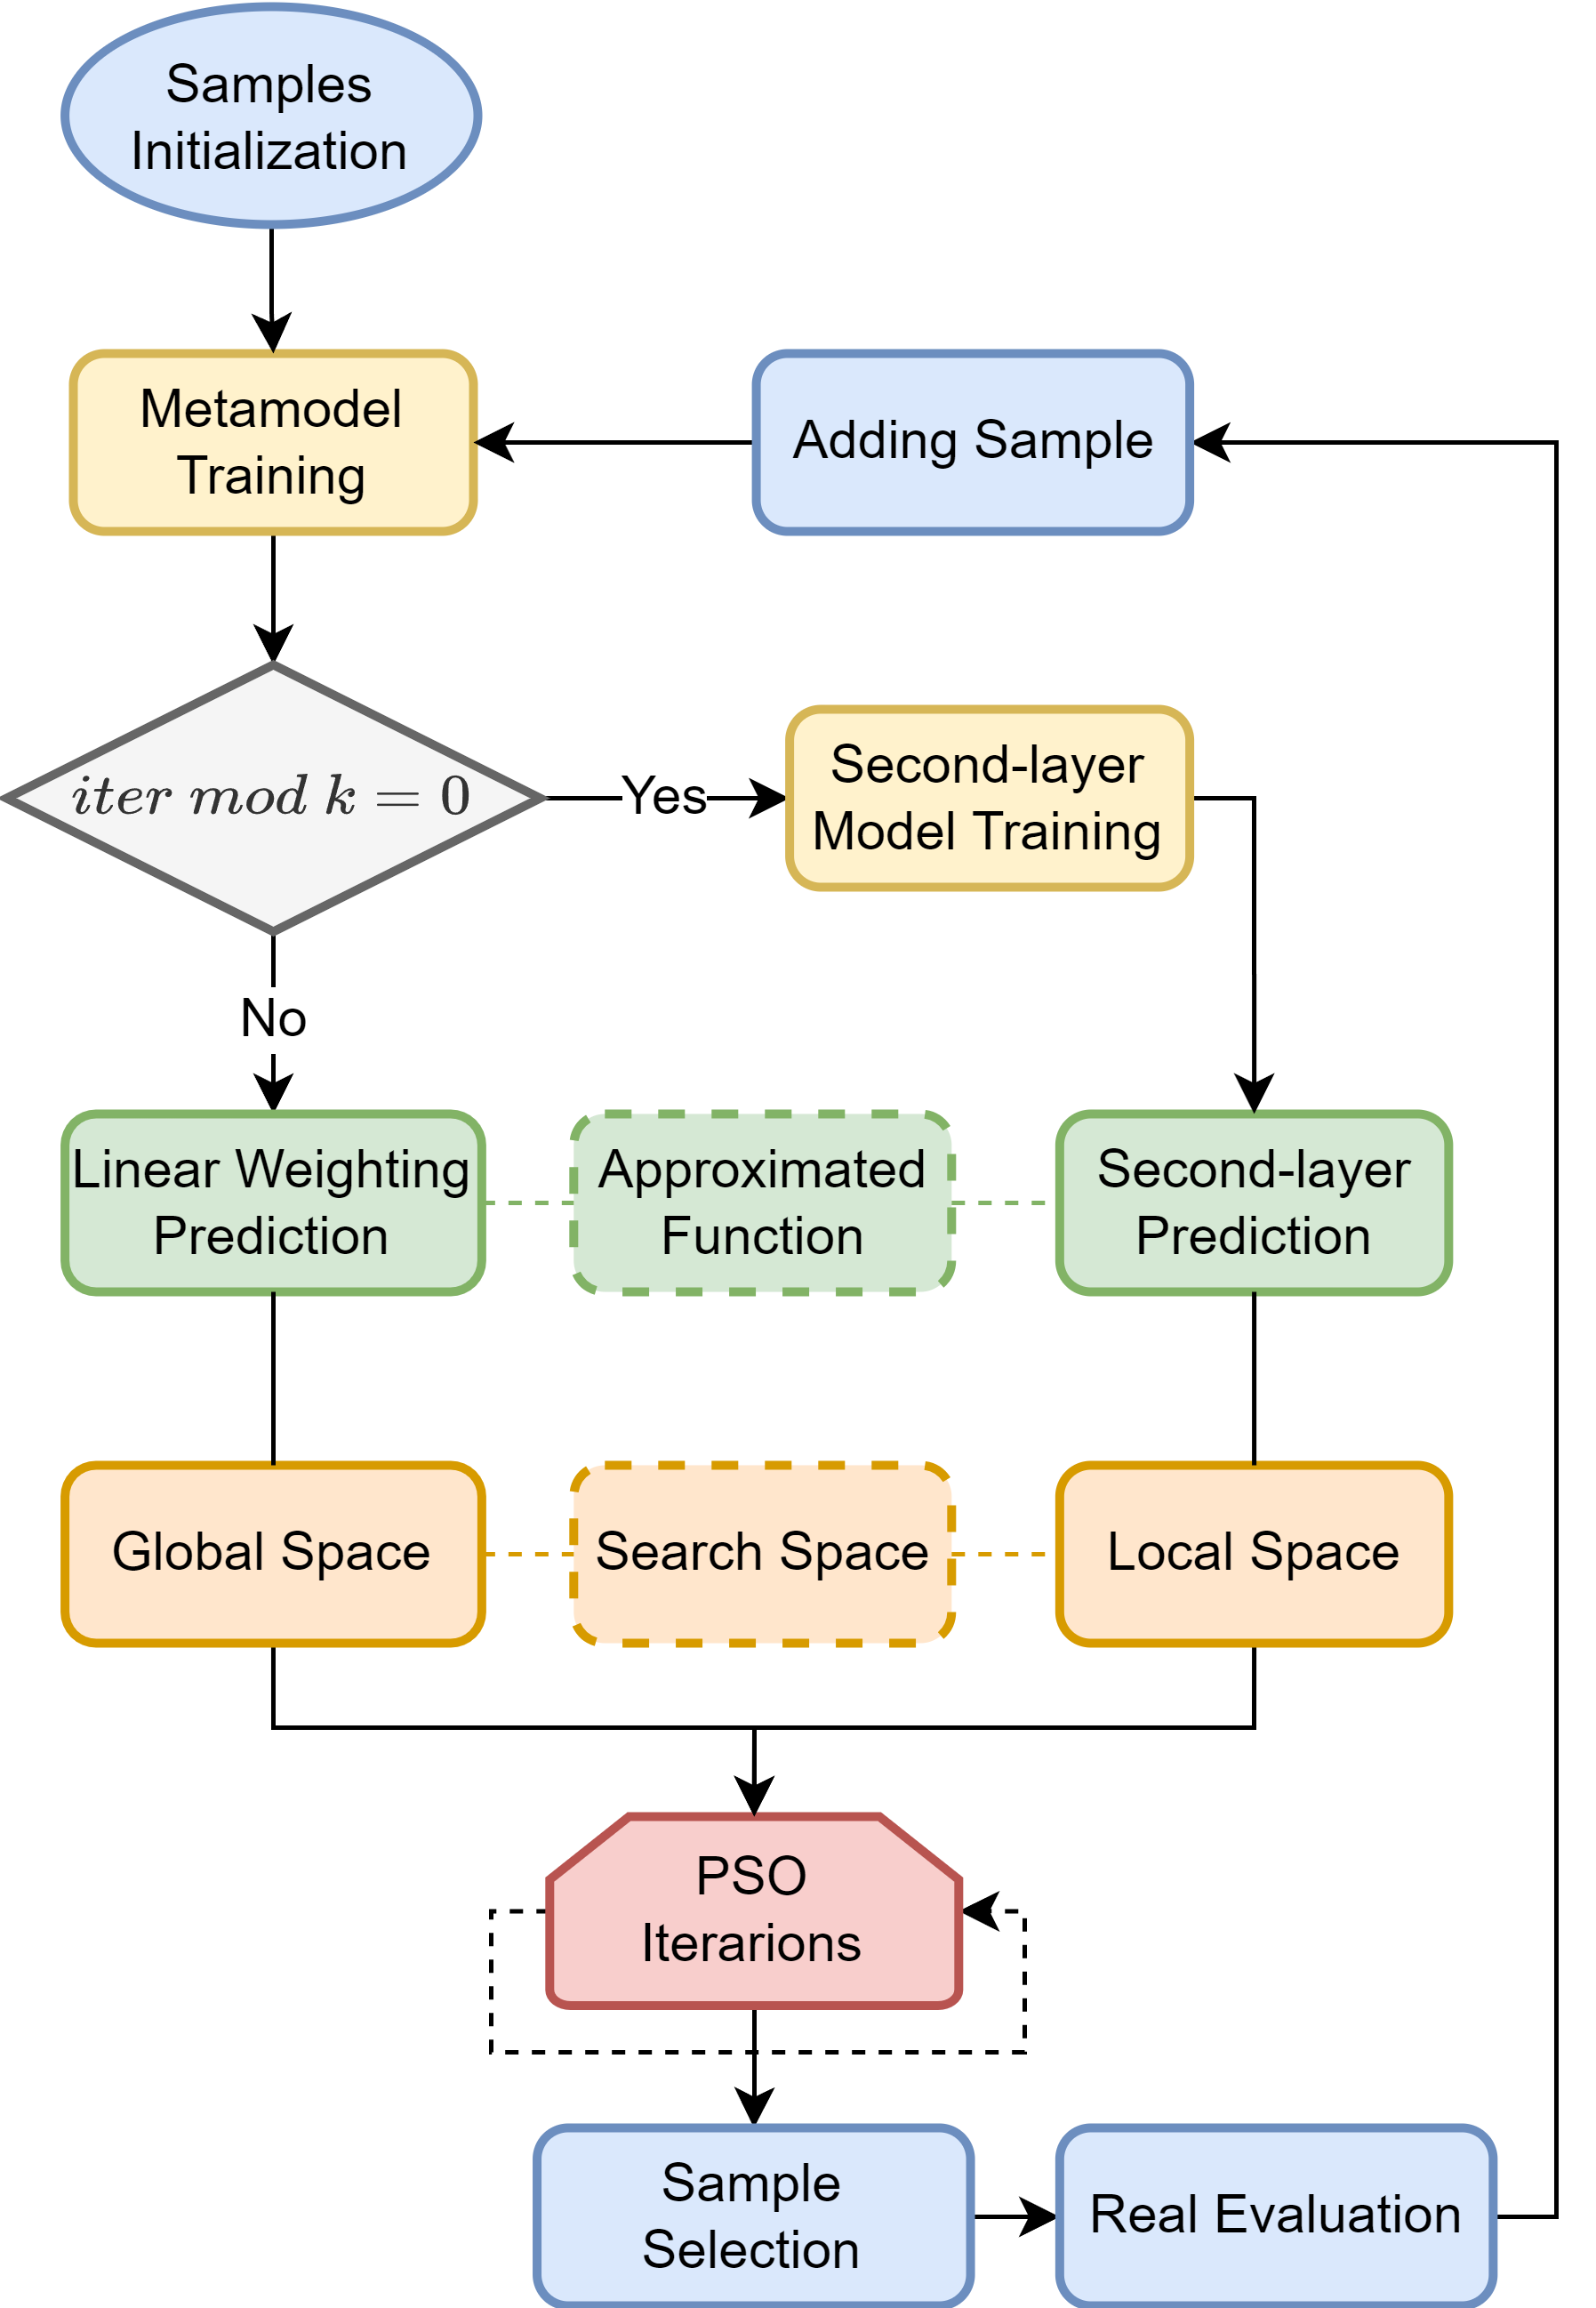 Samples
Initialization
Metamodel
Training
Adding Sample
iter mod k = 0
Yes
Second-layer
Model Training
No
Linear Weighting
Prediction
Approximated
Function
Second-layer
Prediction
Global Space
Search Space
Local Space
PSO
Iterarions
Sample
Selection
Real Evaluation